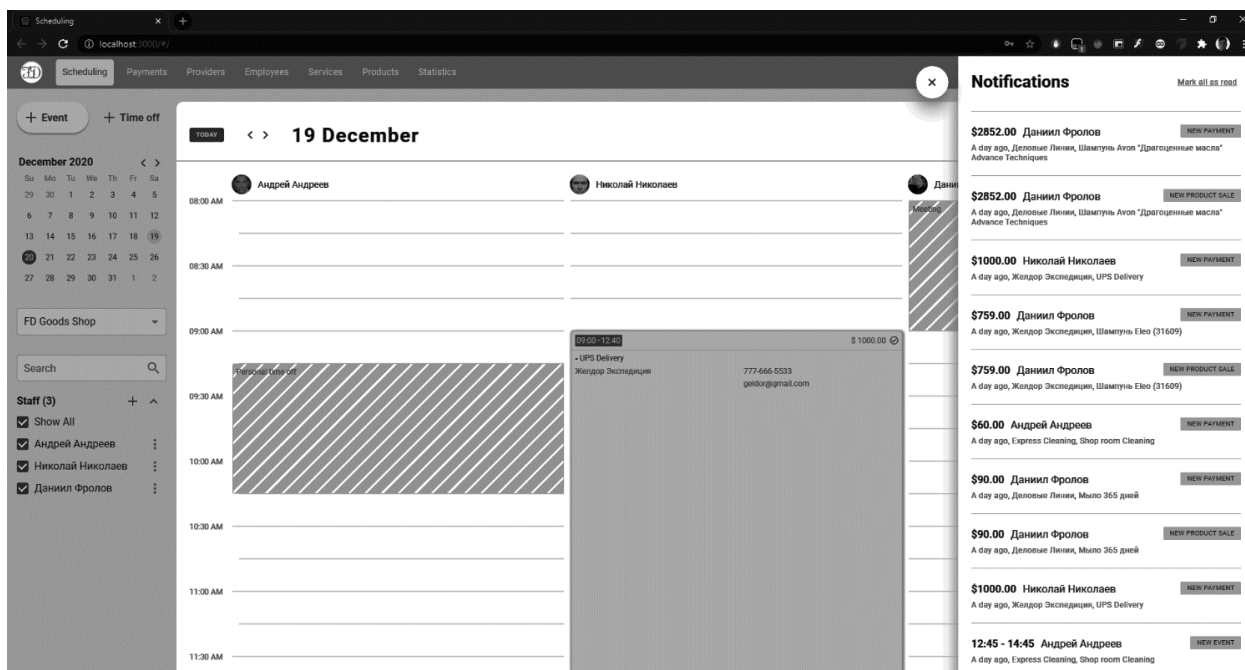 Scheduling
localhost:3000/#/
Scheduling Payments Providers Employees Services Products Statistics
+ Event + Time off
December 2020
Su Mo Tu We Th Fr Sa
29 30 1 2 3 4 5
6 7 8 9 10 11 12
13 14 15 16 17 18 19
20 21 22 23 24 25 26
27 28 29 30 31 1 2
FD Goods Shop
Search
Staff (3)
Show All
Андрей Андреев
Николай Николаев
Даниил Фролов
TODAY
19 December
Андрей Андреев
Николай Николаев
08:00 AM
08:30 AM
09:00 AM
09:30 AM
10:00 AM
10:30 AM
11:00 AM
11:30 AM
Personal time off
09:00–12:40 $ 1000.00
- UPS Delivery
Желдор Экспедиция 777-666-5533
geldor@gmail.com
Дани
Meeting
Notifications
Mark all as read
$2852.00 Даниил Фролов NEW PAYMENT
A day ago, Деловые Линии, Шампунь Avon "Драгоценные масла"
Advance Techniques
$2852.00 Даниил Фролов NEW PRODUCT SALE
A day ago, Деловые Линии, Шампунь Avon "Драгоценные масла"
Advance Techniques
$1000.00 Николай Николаев NEW PAYMENT
A day ago, Желдор Экспедиция, UPS Delivery
$759.00 Даниил Фролов NEW PAYMENT
A day ago, Желдор Экспедиция, Шампунь Eleo (31609)
$759.00 Даниил Фролов NEW PRODUCT SALE
A day ago, Желдор Экспедиция, Шампунь Eleo (31609)
$60.00 Андрей Андреев NEW PAYMENT
A day ago, Express Cleaning, Shop room Cleaning
$90.00 Даниил Фролов NEW PAYMENT
A day ago, Деловые Линии, Мыло 365 дней
$90.00 Даниил Фролов NEW PRODUCT SALE
A day ago, Деловые Линии, Мыло 365 дней
$1000.00 Николай Николаев NEW PAYMENT
A day ago, Желдор Экспедиция, UPS Delivery
12:45 - 14:45 Андрей Андреев NEW EVENT
A day ago, Express Cleaning, Shop room Cleaning